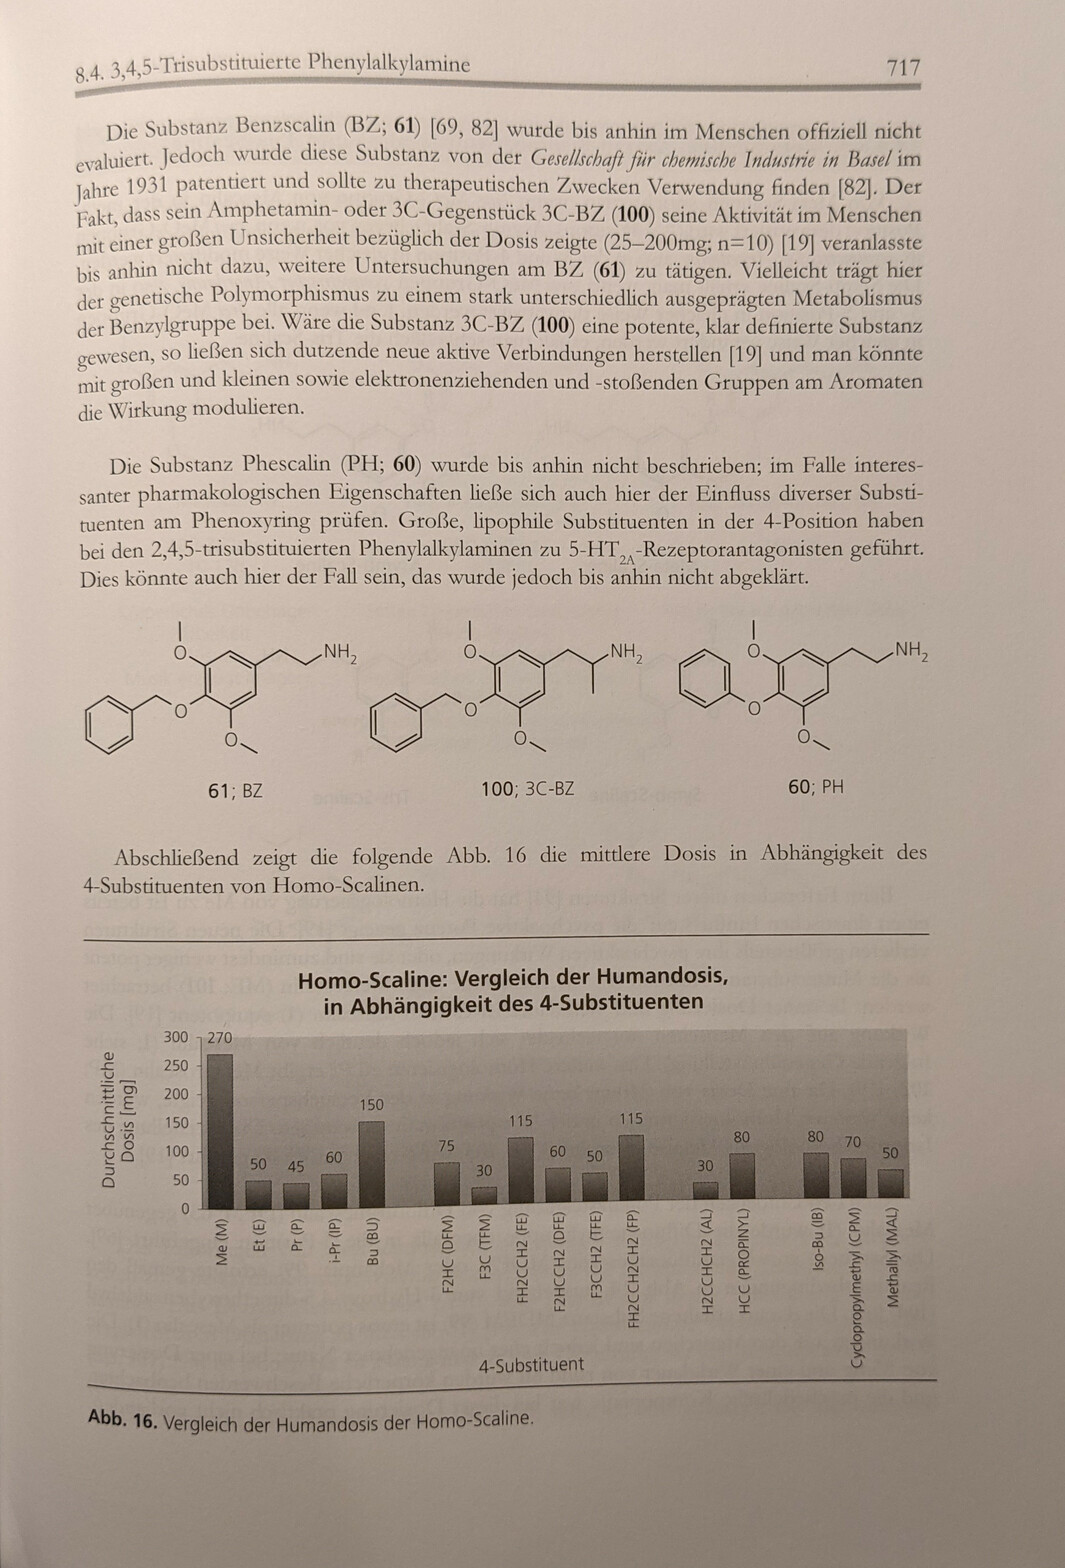 8.4. 3,4,5-Trisubstituierte Phenylalkylamine 717
Die Substanz Benzscalin (BZ; 61) [69, 82] wurde bis anhin im Menschen offiziell nicht
evaluiert. Jedoch wurde diese Substanz von der Gesellschaft für chemische Industrie in Basel im
Jahre 1931 patentiert und sollte zu therapeutischen Zwecken Verwendung finden [82]. Der
Fakt, dass sein Amphetamin- oder 3C-Gegenstück 3C-BZ (100) seine Aktivität im Menschen
mit einer großen Unsicherheit bezüglich der Dosis zeigte (25–200mg; n=10) [19] veranlasste
bis anhin nicht dazu, weitere Untersuchungen am BZ (61) zu tätigen. Vielleicht trägt hier
der genetische Polymorphismus zu einem stark unterschiedlich ausgeprägten Metabolismus
der Benzylgruppe bei. Wäre die Substanz 3C-BZ (100) eine potente, klar definierte Substanz
gewesen, so ließen sich dutzende neue aktive Verbindungen herstellen [19] und man könnte
mit großen und kleinen sowie elektronenziehenden und -stoßenden Gruppen am Aromaten
die Wirkung modulieren.
Die Substanz Phescalin (PH; 60) wurde bis anhin nicht beschrieben; im Falle interes-
santer pharmakologischen Eigenschaften ließe sich auch hier der Einfluss diverser Substi-
tuenten am Phenoxyring prüfen. Große, lipophile Substituenten in der 4-Position haben
bei den 2,4,5-trisubstituierten Phenylalkylaminen zu 5-HT2A-Rezeptorantagonisten geführt.
Dies könnte auch hier der Fall sein, das wurde jedoch bis anhin nicht abgeklärt.
O NH2 O O
O NH2 O O
O NH2 O O
61; BZ
100; 3C-BZ
60; PH
Abschließend zeigt die folgende Abb. 16 die mittlere Dosis in Abhängigkeit des
4-Substituenten von Homo-Scalinen.
Homo-Scaline: Vergleich der Humandosis,
in Abhängigkeit des 4-Substituenten
Durchschnittliche
Dosis [mg]
300
250
200
150
100
50
0
270
50
45
60
150
75
30
115
60
50
115
30
80
80
70
50
Me (M)
Et (E)
Pr (P)
i-Pr (IP)
Bu (BU)
F2HC (DFM)
F3C (TFM)
FH2CCH2 (FE)
F2HCCH2 (DFE)
F3CCH2 (TFE)
FH2CCH2CH2 (FP)
H2CCHCH2 (AL)
HCC (PROPINYL)
Iso-Bu (IB)
Cyclopropylmethyl (CPM)
Methallyl (MAL)
4-Substituent
Abb. 16. Vergleich der Humandosis der Homo-Scaline.